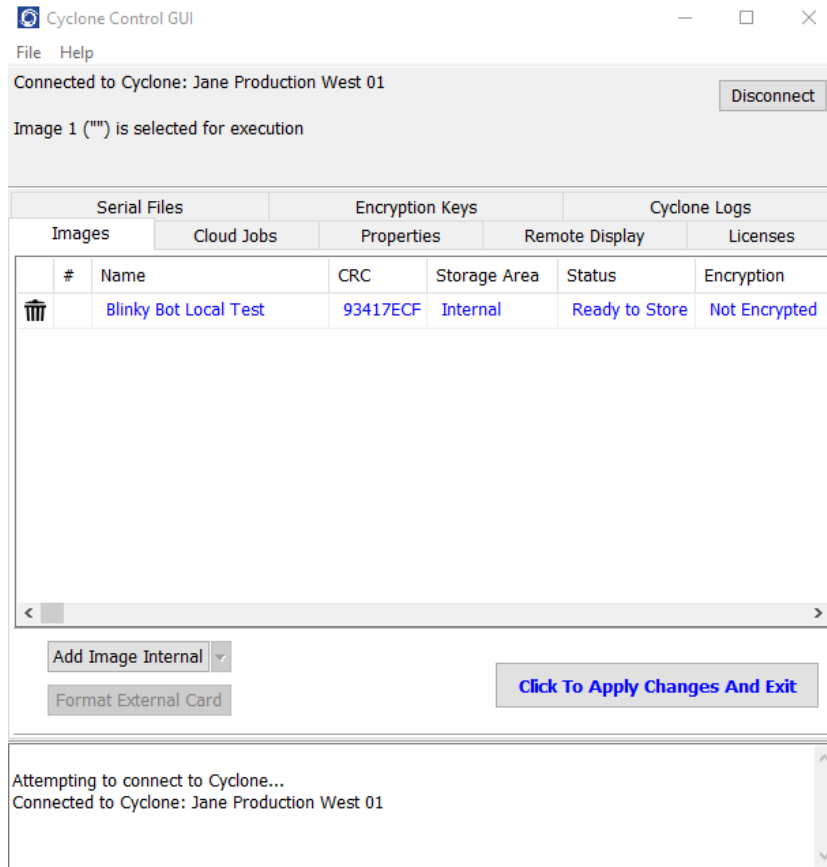 Cyclone Control GUI
File Help
Connected to Cyclone: Jane Production West 01
Disconnect
Image 1 ("") is selected for execution
Serial Files Encryption Keys Cyclone Logs
Images Cloud Jobs Properties Remote Display Licenses
# Name CRC Storage Area Status Encryption
Blinky Bot Local Test 93417ECF Internal Ready to Store Not Encrypted
Add Image Internal
Click To Apply Changes And Exit
Format External Card
Attempting to connect to Cyclone...
Connected to Cyclone: Jane Production West 01